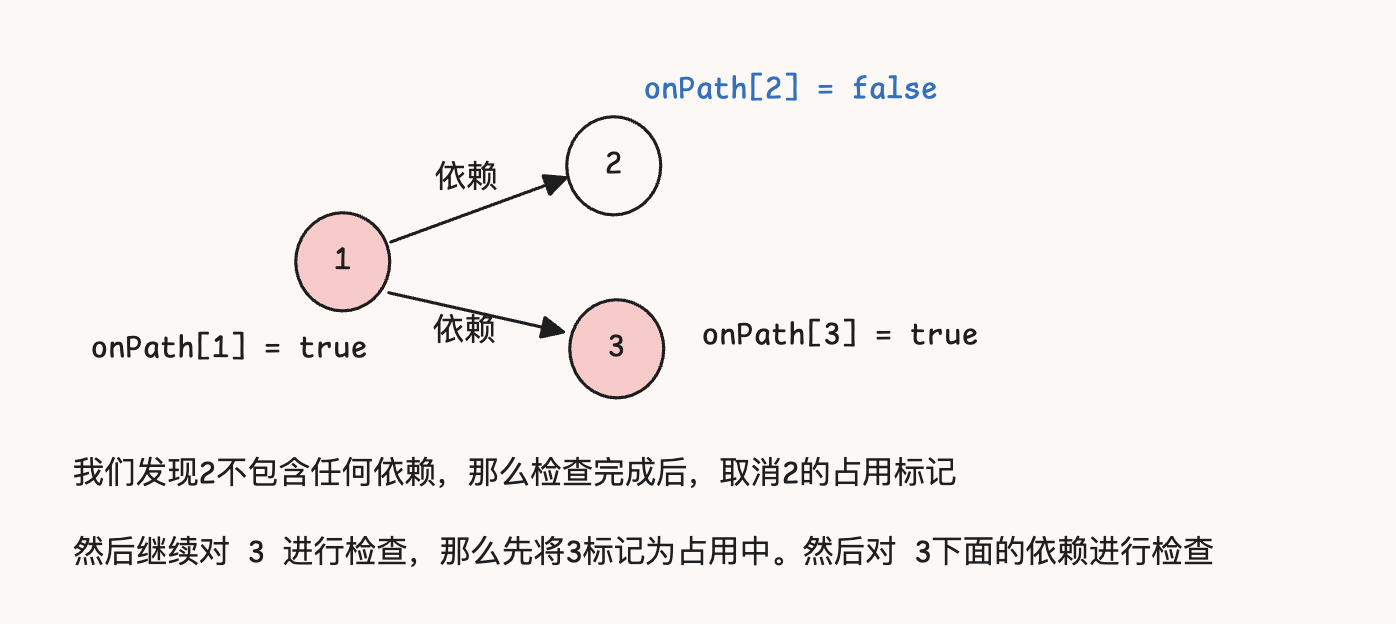 onPath[2] = false
2
依赖
1
依赖
3
onPath[3] = true
onPath[1] = true
我们发现2不包含任何依赖，那么检查完成后，取消2的占用标记
然后继续对 3 进行检查，那么先将3标记为占用中。然后对 3下面的依赖进行检查